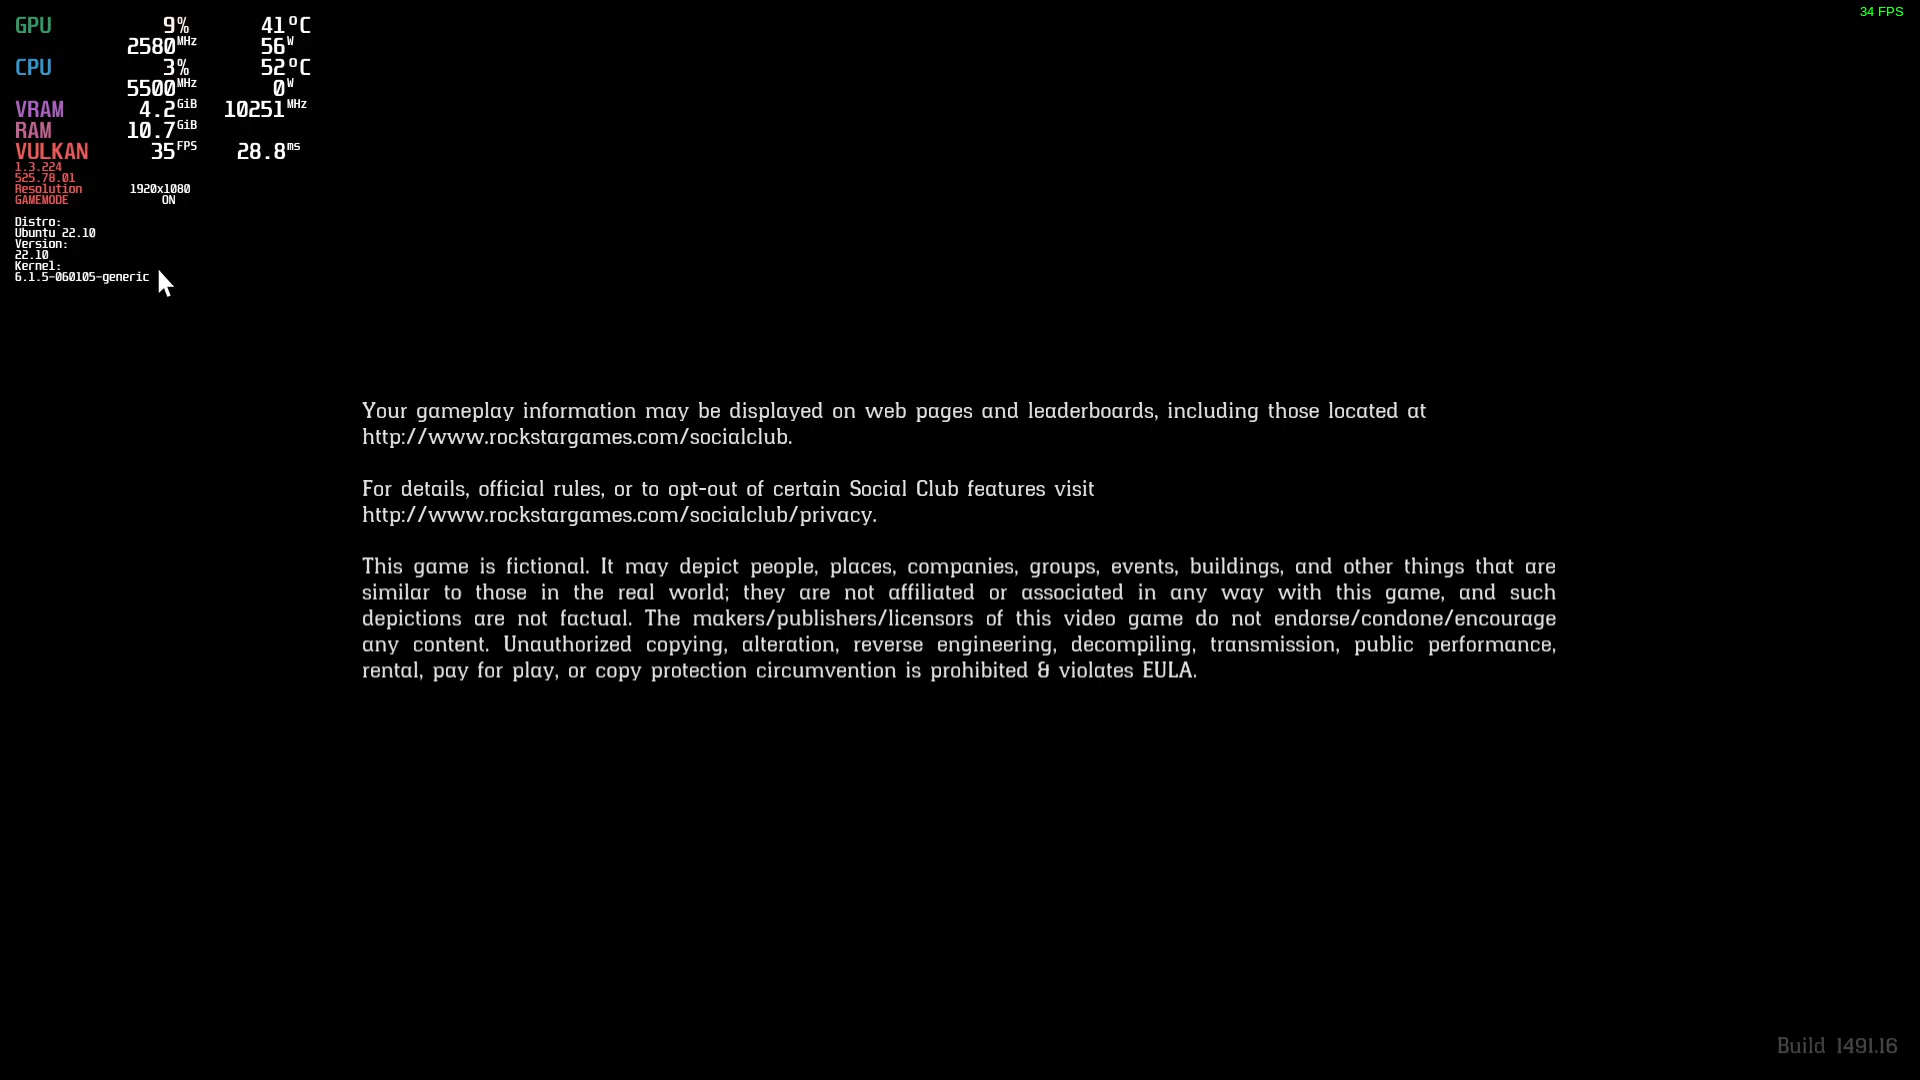 GPU 9% 41°C
2580MHz 56W
CPU 3% 52°C
5500MHz 0W
VRAM 4.2GiB 10251MHz
RAM 10.7GiB
VULKAN 35FPS 28.8ms
1.3.224
525.78.01
Resolution 1920x1080
GAMEMODE ON
Distro:
Ubuntu 22.10
Version:
22.10
Kernel:
6.1.5-060105-generic
34 FPS
Your gameplay information may be displayed on web pages and leaderboards, including those located at
http://www.rockstargames.com/socialclub.
For details, official rules, or to opt-out of certain Social Club features visit
http://www.rockstargames.com/socialclub/privacy.
This game is fictional. It may depict people, places, companies, groups, events, buildings, and other things that are
similar to those in the real world; they are not affiliated or associated in any way with this game, and such
depictions are not factual. The makers/publishers/licensors of this video game do not endorse/condone/encourage
any content. Unauthorized copying, alteration, reverse engineering, decompiling, transmission, public performance,
rental, pay for play, or copy protection circumvention is prohibited & violates EULA.
Build 1491.16